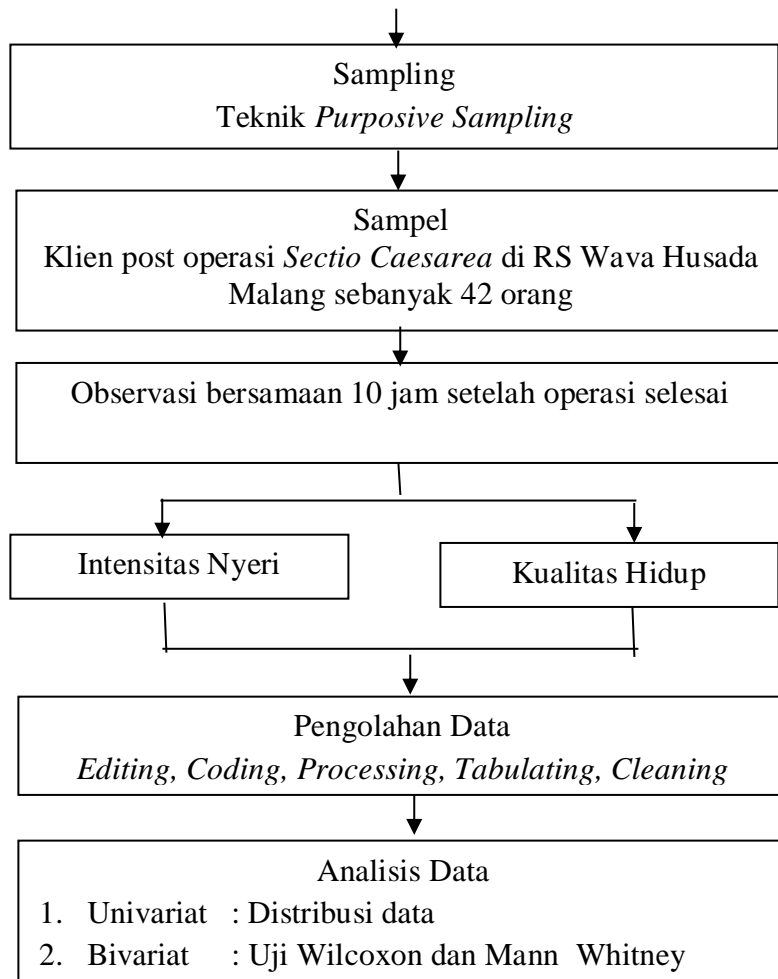 Sampling
Teknik Purposive Sampling
Sampel
Klien post operasi Sectio Caesarea di RS Wava Husada
Malang sebanyak 42 orang
Observasi bersamaan 10 jam setelah operasi selesai
Intensitas Nyeri
Kualitas Hidup
Pengolahan Data
Editing, Coding, Processing, Tabulating, Cleaning
Analisis Data
1. Univariat : Distribusi data
2. Bivariat : Uji Wilcoxon dan Mann Whitney